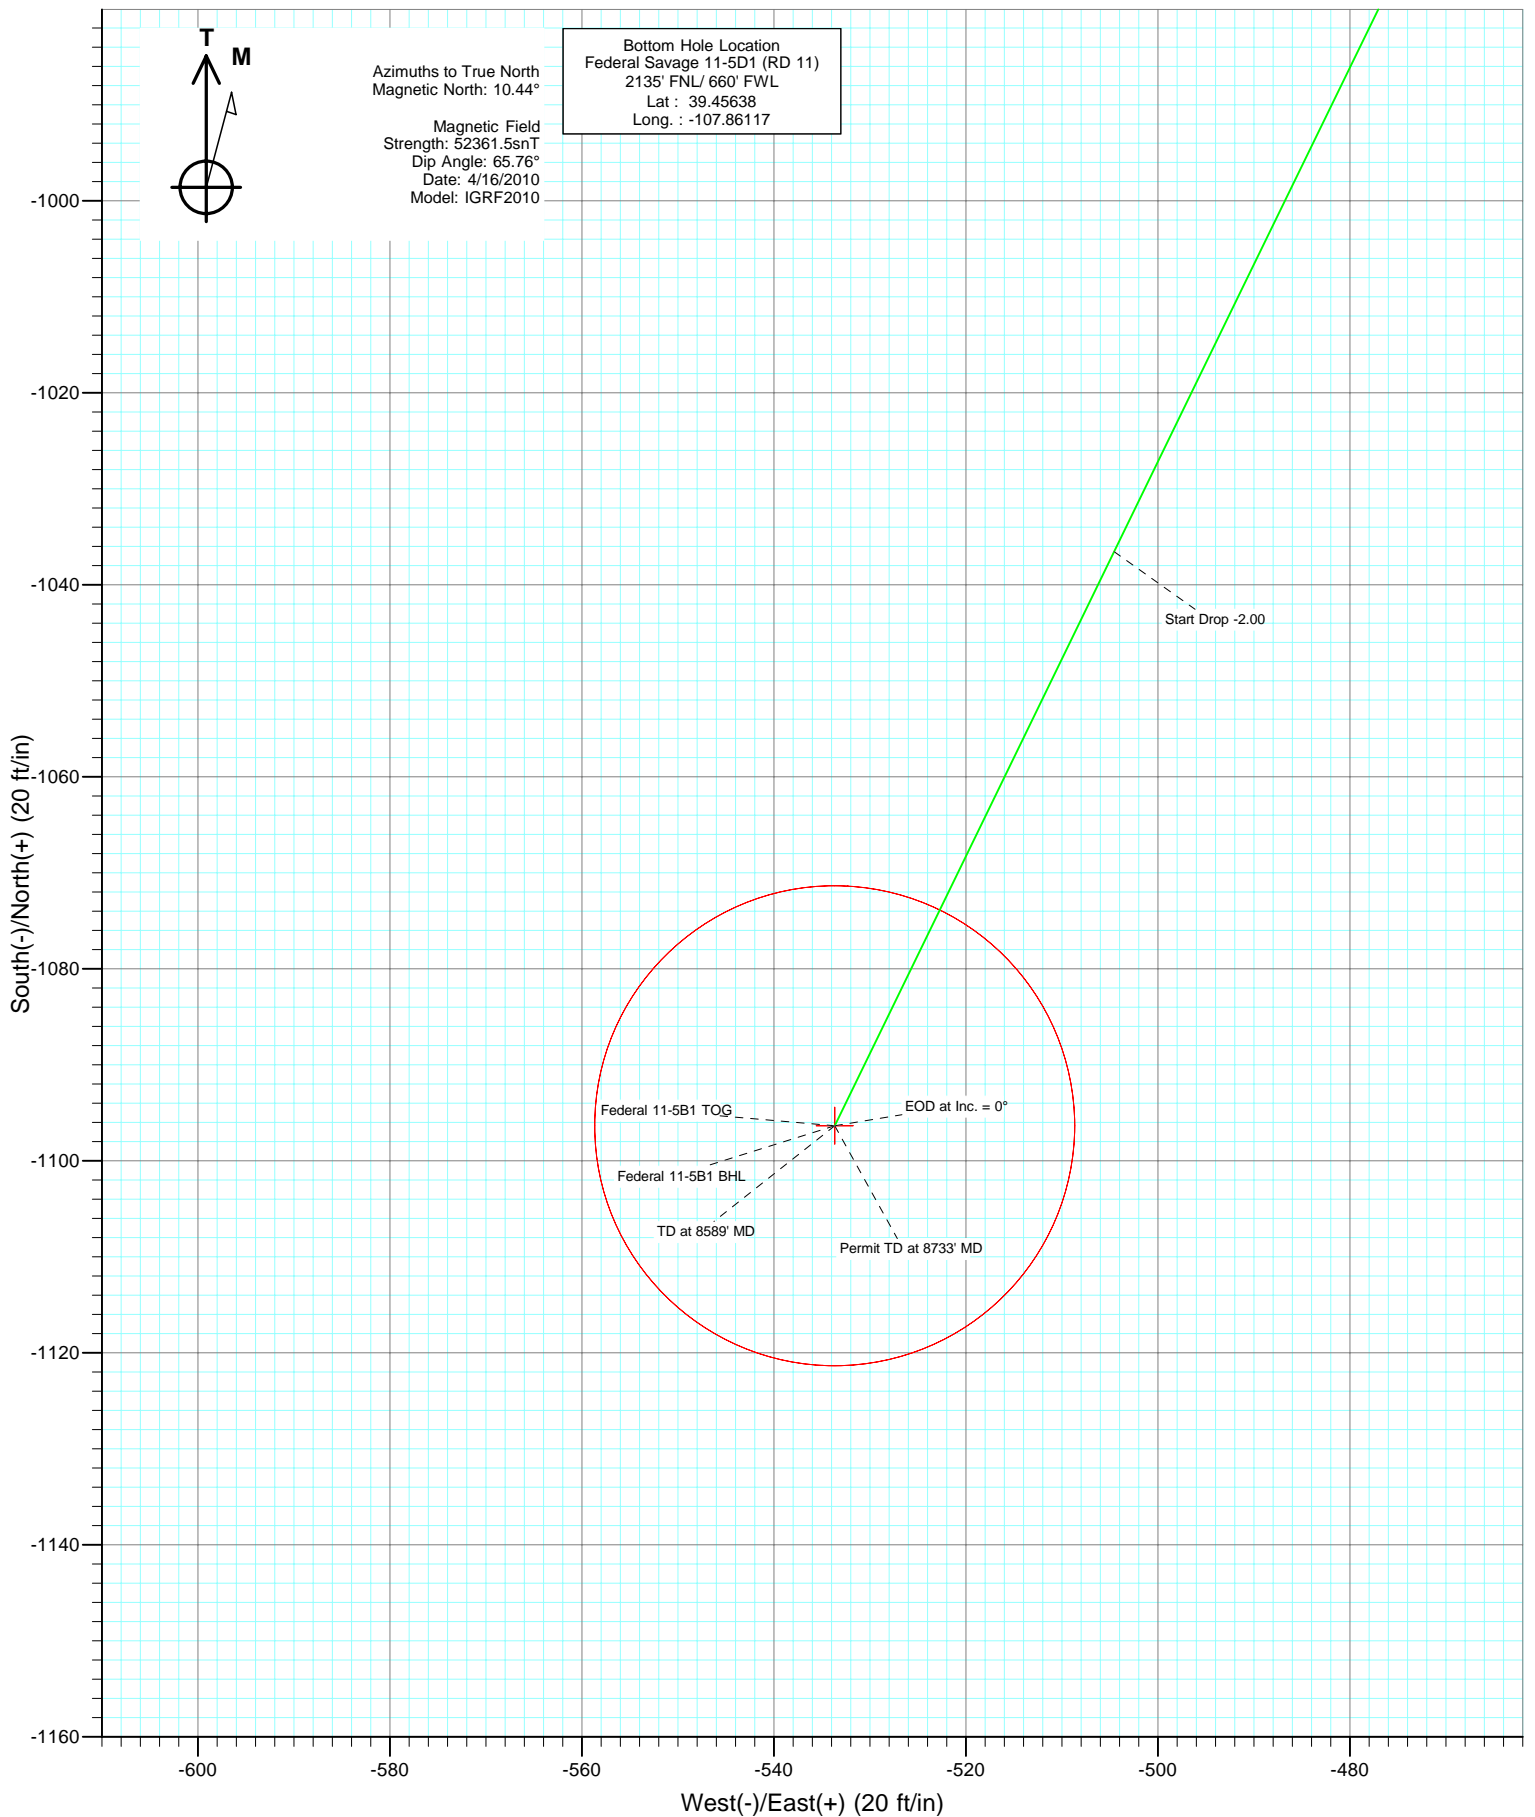 T
M
Azimuths to True North
Magnetic North: 10.44°
Magnetic Field
Strength: 52361.5snT
Dip Angle: 65.76°
Date: 4/16/2010
Model: IGRF2010
Bottom Hole Location
Federal Savage 11-5D1 (RD 11)
2135' FNL/ 660' FWL
Lat : 39.45638
Long. : -107.86117
-1000
-1020
-1040
-1060
-1080
-1100
-1120
-1140
-1160
South(-)/North(+) (20 ft/in)
Start Drop -2.00
Federal 11-5B1 TOG
EOD at Inc. = 0°
Federal 11-5B1 BHL
TD at 8589' MD
Permit TD at 8733' MD
-600
-580
-560
-540
-520
-500
-480
West(-)/East(+) (20 ft/in)